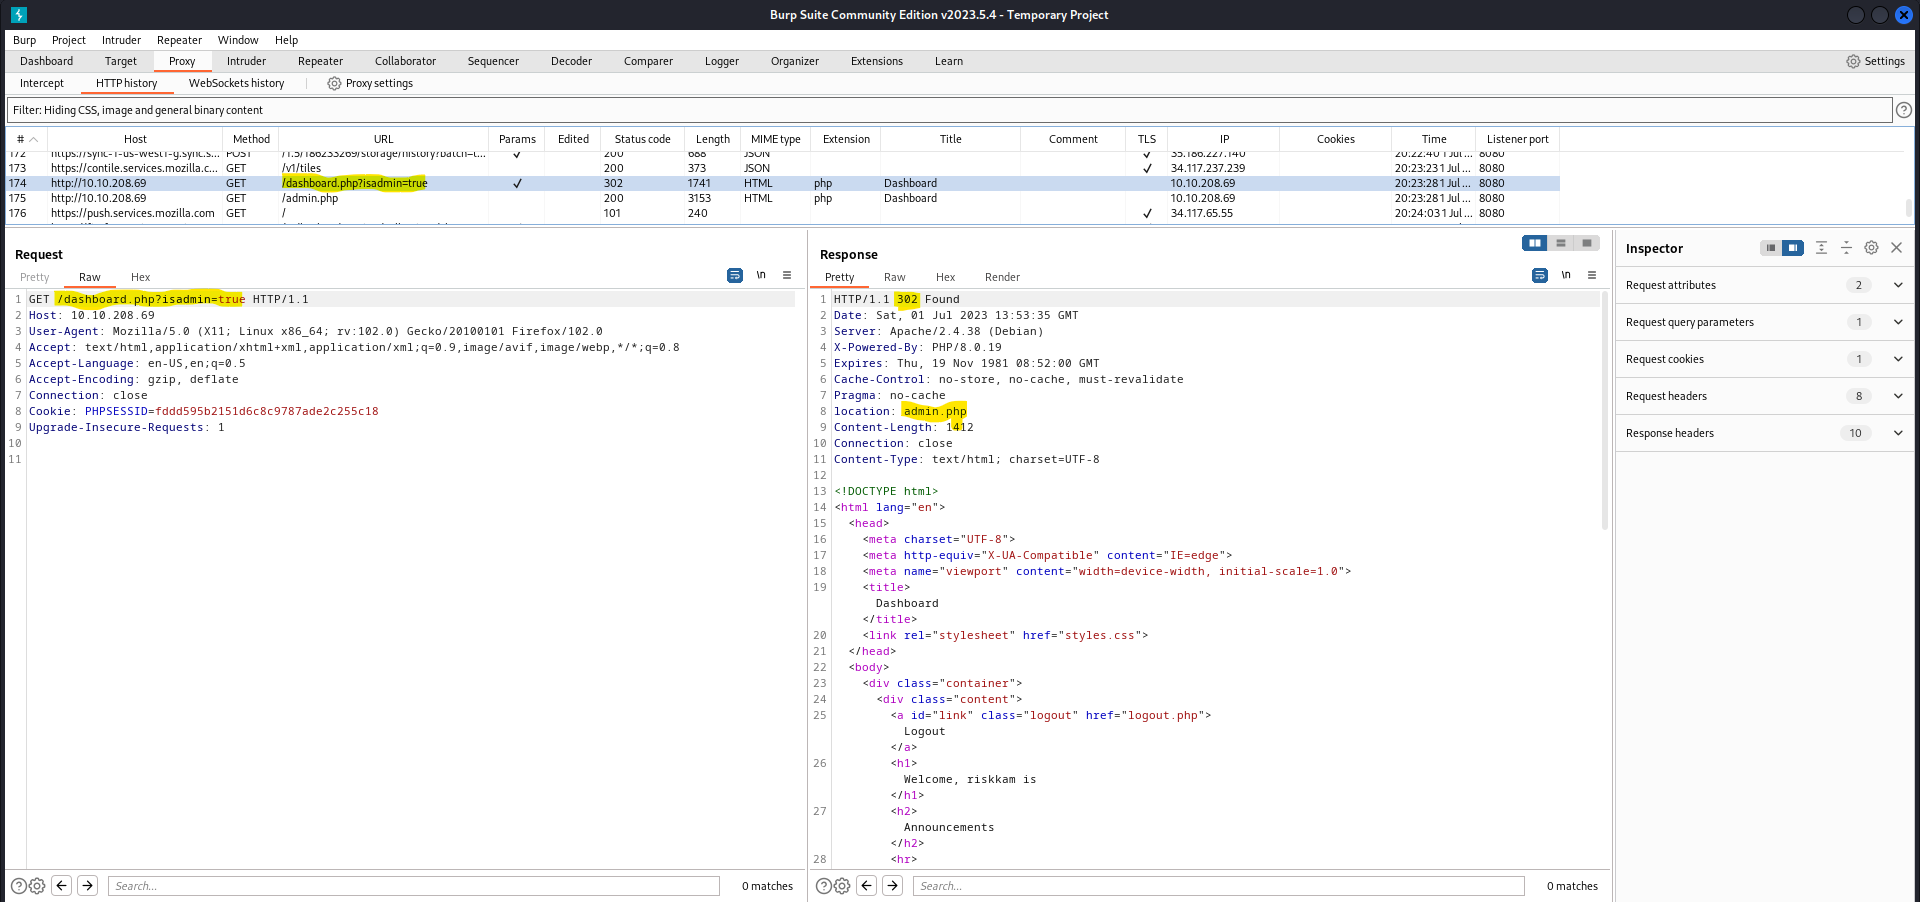 Burp Suite Community Edition v2023.5.4 - Temporary Project
Burp Project Intruder Repeater Window Help
Dashboard Target Proxy Intruder Repeater Collaborator Sequencer Decoder Comparer Logger Organizer Extensions Learn Settings
Intercept HTTP history WebSockets history Proxy settings
Filter: Hiding CSS, image and general binary content
# Host Method URL Params Edited Status code Length MIME type Extension Title Comment TLS IP Cookies Time Listener port
172 https://sync-1-us-west1-g.sync.s... POST /1.5/186233269/storage/history?batch=t... ✓ 200 688 JSON ✓ 35.186.227.140 20:22:40 1 Jul ... 8080
173 https://contile.services.mozilla.c... GET /v1/tiles 200 373 JSON ✓ 34.117.237.239 20:23:23 1 Jul ... 8080
174 http://10.10.208.69 GET /dashboard.php?isadmin=true ✓ 302 1741 HTML php Dashboard 10.10.208.69 20:23:28 1 Jul ... 8080
175 http://10.10.208.69 GET /admin.php 200 3153 HTML php Dashboard 10.10.208.69 20:23:28 1 Jul ... 8080
176 https://push.services.mozilla.com GET / 101 240 ✓ 34.117.65.55 20:24:03 1 Jul ... 8080
Request
Pretty Raw Hex \n
1 GET /dashboard.php?isadmin=true HTTP/1.1
2 Host: 10.10.208.69
3 User-Agent: Mozilla/5.0 (X11; Linux x86_64; rv:102.0) Gecko/20100101 Firefox/102.0
4 Accept: text/html,application/xhtml+xml,application/xml;q=0.9,image/avif,image/webp,*/*;q=0.8
5 Accept-Language: en-US,en;q=0.5
6 Accept-Encoding: gzip, deflate
7 Connection: close
8 Cookie: PHPSESSID=fddd595b2151d6c8c9787ade2c255c18
9 Upgrade-Insecure-Requests: 1
10
11
Search... 0 matches
Response
Pretty Raw Hex Render \n
1 HTTP/1.1 302 Found
2 Date: Sat, 01 Jul 2023 13:53:35 GMT
3 Server: Apache/2.4.38 (Debian)
4 X-Powered-By: PHP/8.0.19
5 Expires: Thu, 19 Nov 1981 08:52:00 GMT
6 Cache-Control: no-store, no-cache, must-revalidate
7 Pragma: no-cache
8 location: admin.php
9 Content-Length: 1412
10 Connection: close
11 Content-Type: text/html; charset=UTF-8
12
13 <!DOCTYPE html>
14 <html lang="en">
15 <head>
16 <meta charset="UTF-8">
17 <meta http-equiv="X-UA-Compatible" content="IE=edge">
18 <meta name="viewport" content="width=device-width, initial-scale=1.0">
19 <title>
Dashboard
</title>
20 <link rel="stylesheet" href="styles.css">
21 </head>
22 <body>
23 <div class="container">
24 <div class="content">
25 <a id="link" class="logout" href="logout.php">
Logout
</a>
26 <h1>
Welcome, riskkam is
</h1>
27 <h2>
Announcements
</h2>
28 <hr>
Search... 0 matches
Inspector
Request attributes 2
Request query parameters 1
Request cookies 1
Request headers 8
Response headers 10